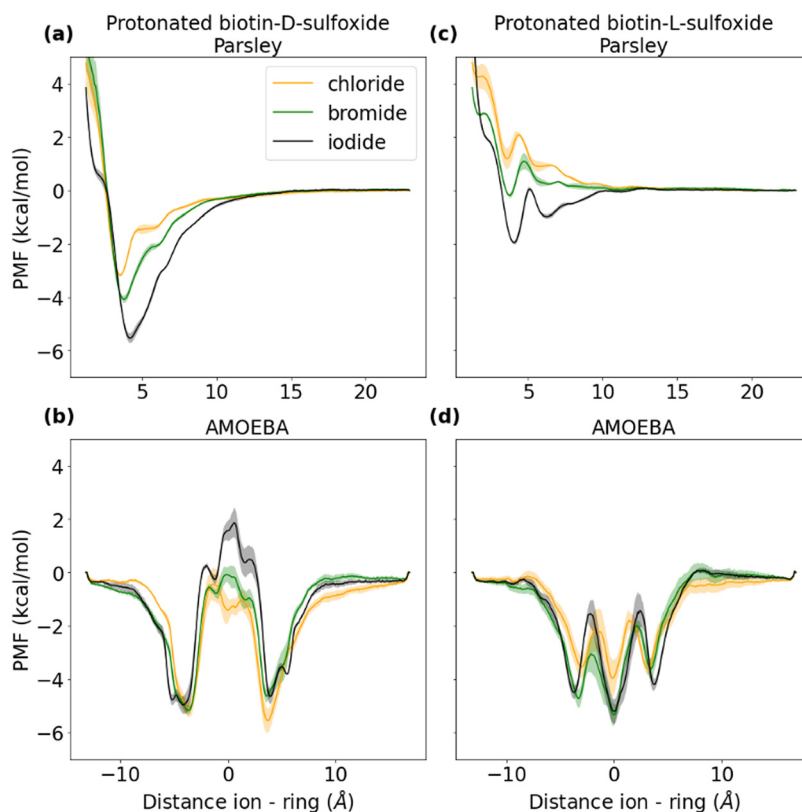 (a)
Protonated biotin-D-sulfoxide
Parsley
chloride
bromide
iodide
PMF (kcal/mol)
4
2
0
−2
−4
−6
5
10
15
20
(c)
Protonated biotin-L-sulfoxide
Parsley
5
10
15
20
(b)
AMOEBA
PMF (kcal/mol)
4
2
0
−2
−4
−6
−10
0
10
Distance ion - ring (Å)
(d)
AMOEBA
−10
0
10
Distance ion - ring (Å)